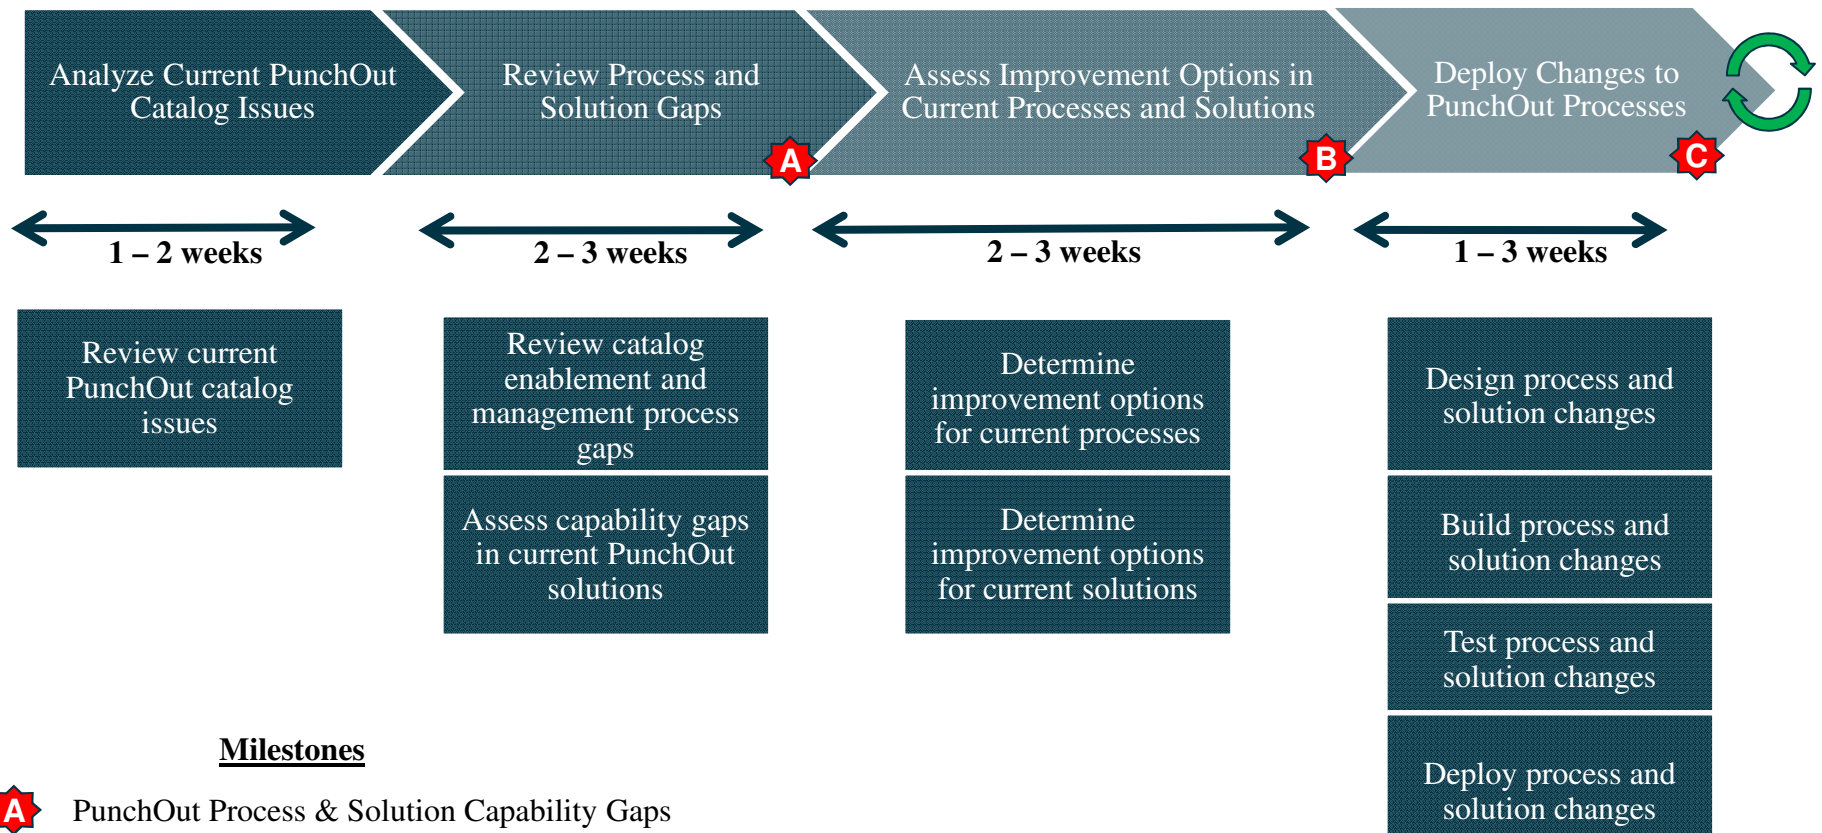 Analyze Current PunchOut
Catalog Issues
Review Process and
Solution Gaps
Assess Improvement Options in
Current Processes and Solutions
Deploy Changes to
PunchOut Processes
A
B
C
1 – 2 weeks
2 – 3 weeks
2 – 3 weeks
1 – 3 weeks
Review current
PunchOut catalog
issues
Review catalog
enablement and
management process
gaps
Assess capability gaps
in current PunchOut
solutions
Determine
improvement options
for current processes
Determine
improvement options
for current solutions
Design process and
solution changes
Build process and
solution changes
Test process and
solution changes
Deploy process and
solution changes
Milestones
A PunchOut Process & Solution Capability Gaps